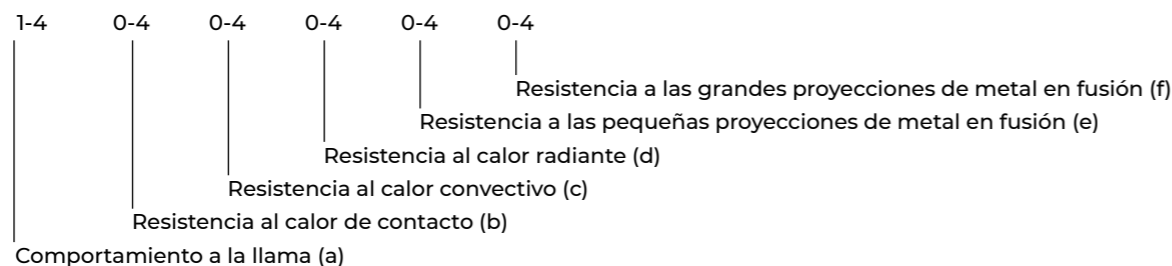 1-4 0-4 0-4 0-4 0-4 0-4
Resistencia a las grandes proyecciones de metal en fusión (f)
Resistencia a las pequeñas proyecciones de metal en fusión (e)
Resistencia al calor radiante (d)
Resistencia al calor convectivo (c)
Resistencia al calor de contacto (b)
Comportamiento a la llama (a)